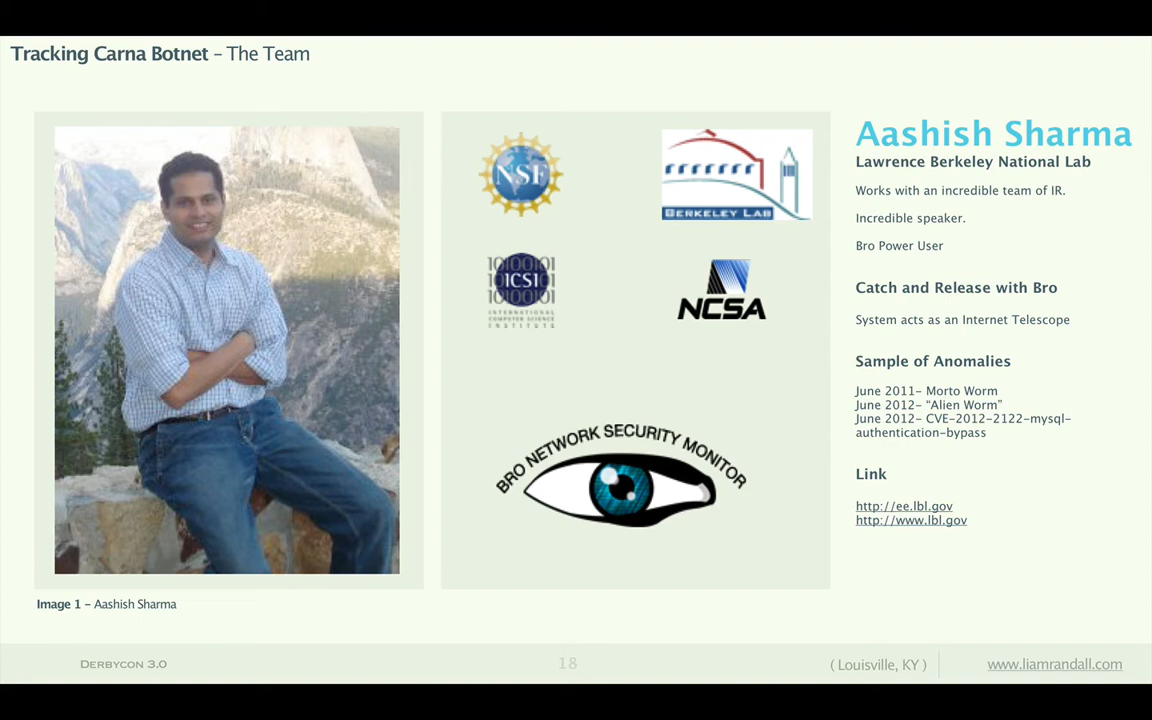 Tracking Carna Botnet – The Team
NSF
BERKELEY LAB
10100101
ICSI
10100101
INTERNATIONAL
COMPUTER SCIENCE
INSTITUTE
NCSA
BRO NETWORK SECURITY MONITOR
Aashish Sharma
Lawrence Berkeley National Lab
Works with an incredible team of IR.
Incredible speaker.
Bro Power User
Catch and Release with Bro
System acts as an Internet Telescope
Sample of Anomalies
June 2011- Morto Worm
June 2012- “Alien Worm”
June 2012- CVE-2012-2122-mysql-
authentication-bypass
Link
http://ee.lbl.gov
http://www.lbl.gov
Image 1 – Aashish Sharma
DERBYCON 3.0
18
( Louisville, KY )
www.liamrandall.com